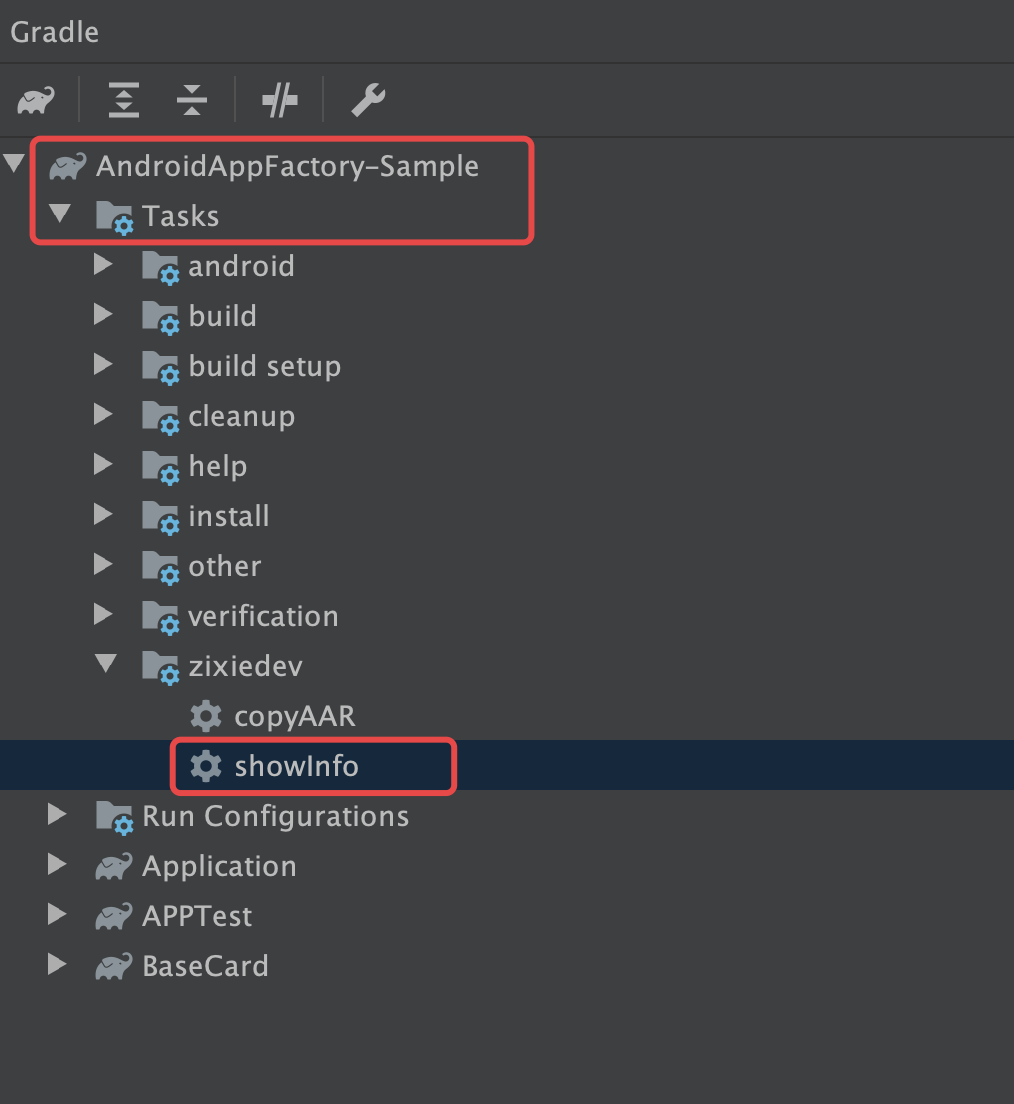 Gradle
AndroidAppFactory-Sample
Tasks
android
build
build setup
cleanup
help
install
other
verification
zixiedev
copyAAR
showInfo
Run Configurations
Application
APPTest
BaseCard